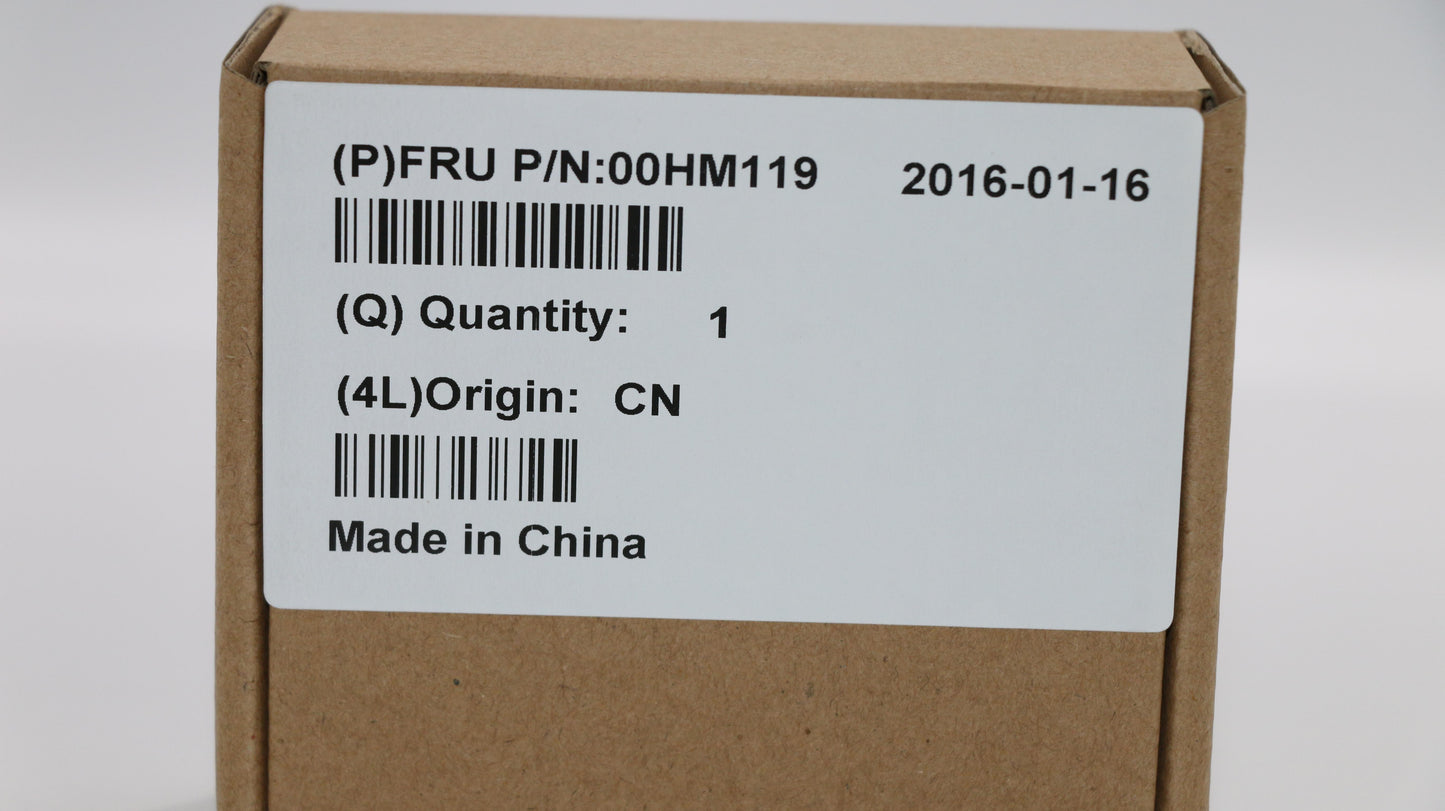 (P)FRU P/N:00HM119 2016-01-16
(Q) Quantity: 1
(4L)Origin: CN
Made in China